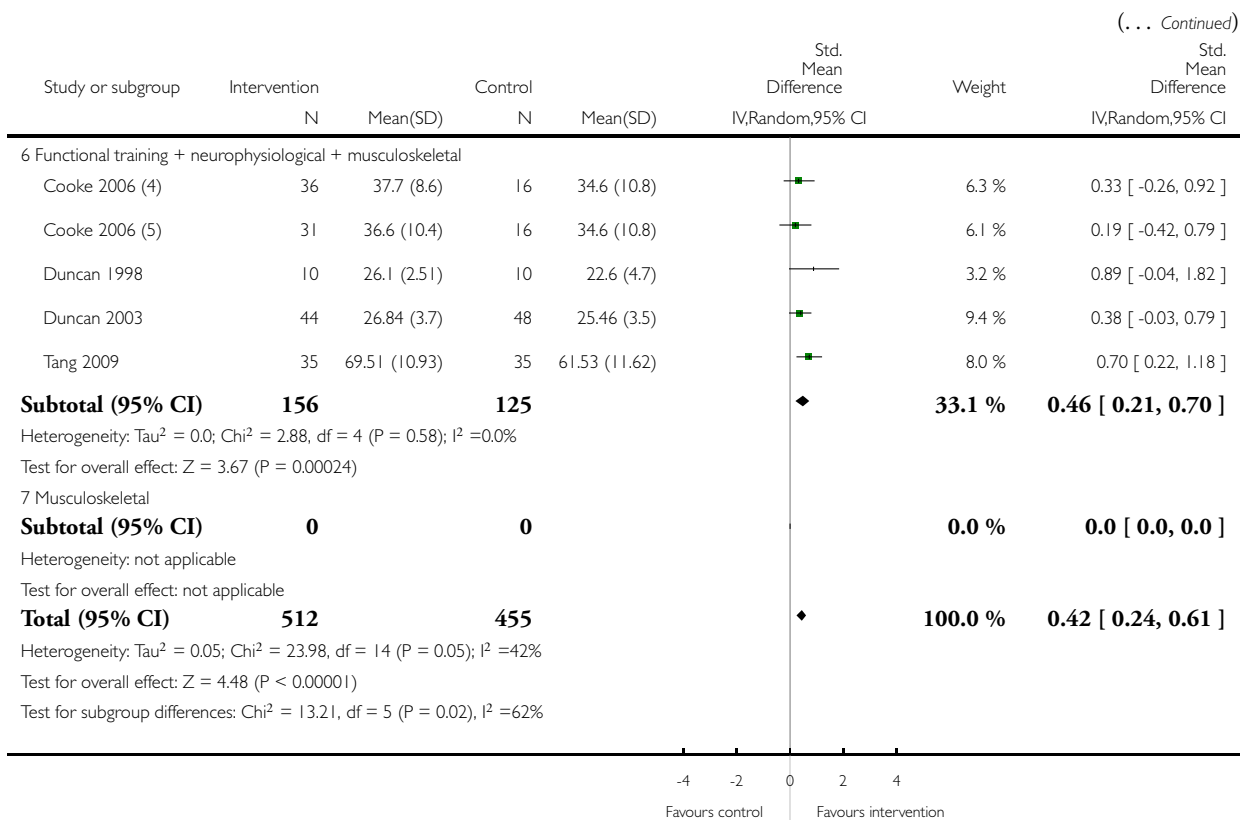 (... Continued)
Study or subgroup Intervention Control Std. Mean Difference Weight Std. Mean Difference
N Mean(SD) N Mean(SD) IV,Random,95% CI IV,Random,95% CI
6 Functional training + neurophysiological + musculoskeletal
Cooke 2006 (4) 36 37.7 (8.6) 16 34.6 (10.8) 6.3 % 0.33 [ -0.26, 0.92 ]
Cooke 2006 (5) 31 36.6 (10.4) 16 34.6 (10.8) 6.1 % 0.19 [ -0.42, 0.79 ]
Duncan 1998 10 26.1 (2.51) 10 22.6 (4.7) 3.2 % 0.89 [ -0.04, 1.82 ]
Duncan 2003 44 26.84 (3.7) 48 25.46 (3.5) 9.4 % 0.38 [ -0.03, 0.79 ]
Tang 2009 35 69.51 (10.93) 35 61.53 (11.62) 8.0 % 0.70 [ 0.22, 1.18 ]
Subtotal (95% CI) 156 125 33.1 % 0.46 [ 0.21, 0.70 ]
Heterogeneity: Tau² = 0.0; Chi² = 2.88, df = 4 (P = 0.58); I² =0.0%
Test for overall effect: Z = 3.67 (P = 0.00024)
7 Musculoskeletal
Subtotal (95% CI) 0 0 0.0 % 0.0 [ 0.0, 0.0 ]
Heterogeneity: not applicable
Test for overall effect: not applicable
Total (95% CI) 512 455 100.0 % 0.42 [ 0.24, 0.61 ]
Heterogeneity: Tau² = 0.05; Chi² = 23.98, df = 14 (P = 0.05); I² =42%
Test for overall effect: Z = 4.48 (P < 0.00001)
Test for subgroup differences: Chi² = 13.21, df = 5 (P = 0.02), I² =62%
-4 -2 0 2 4
Favours control Favours intervention